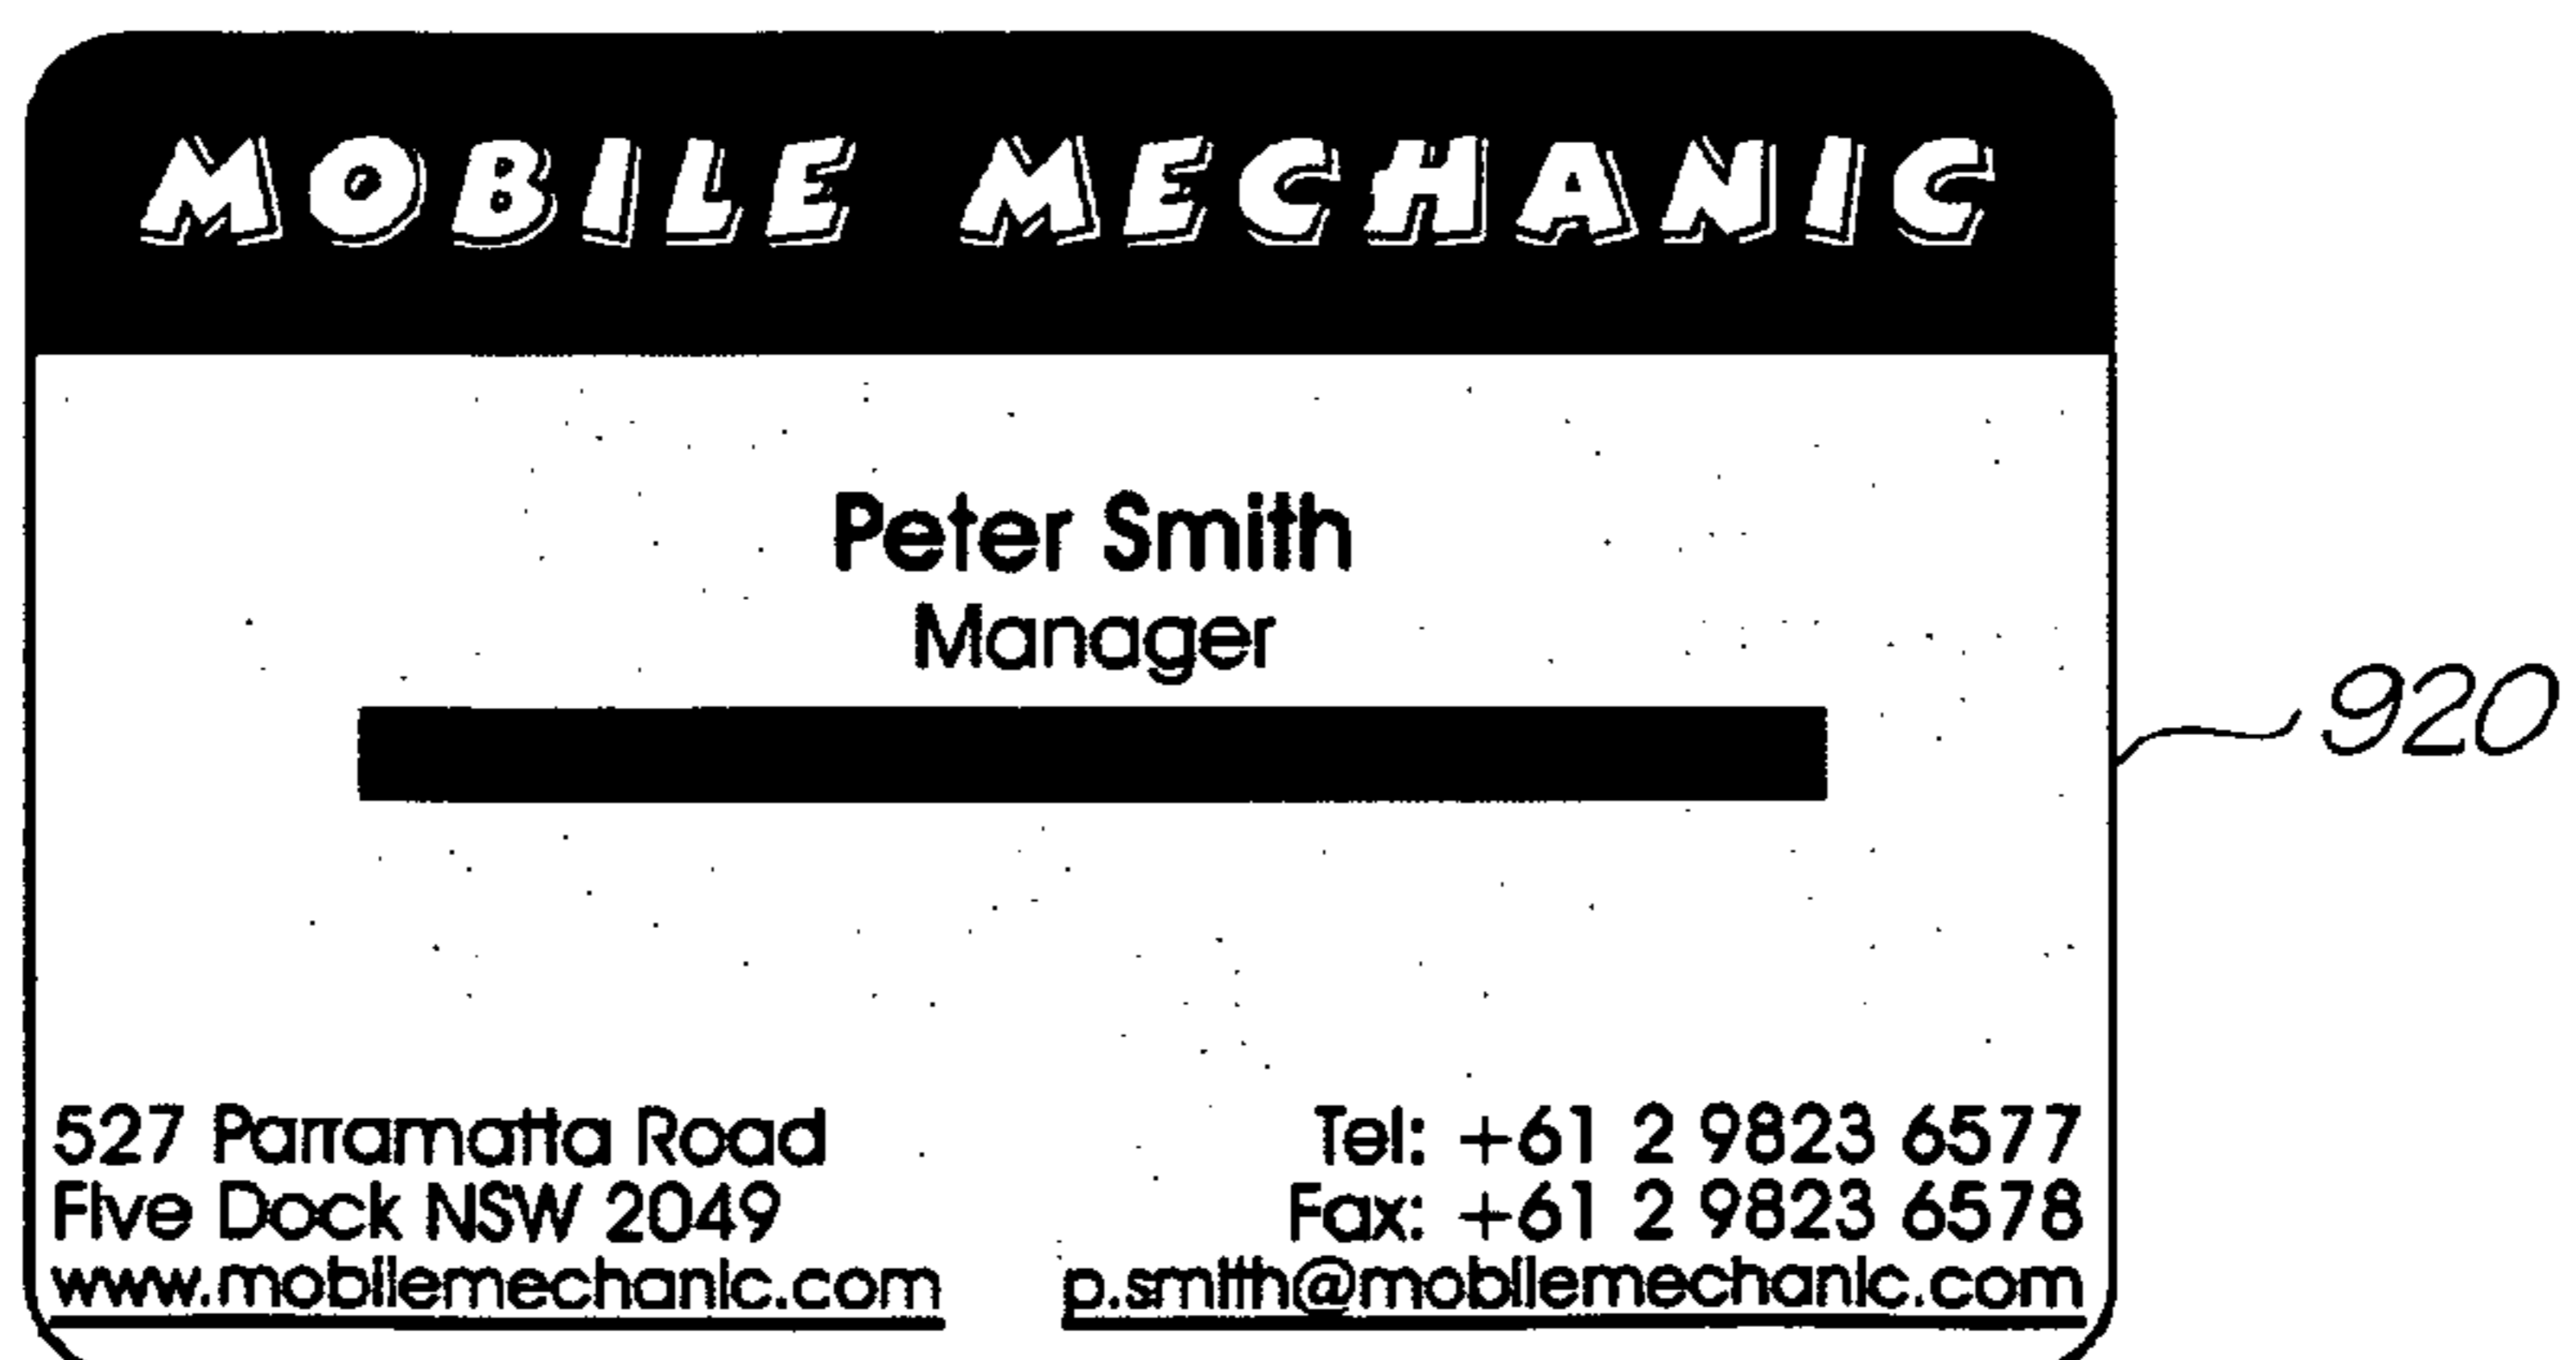 MOBILE MECHANIC
Peter Smith
Manager
920
527 Parramatta Road
Five Dock NSW 2049
www.mobilemechanic.com
Tel: +61 2 9823 6577
Fax: +61 2 9823 6578
p.smith@mobilemechanic.com